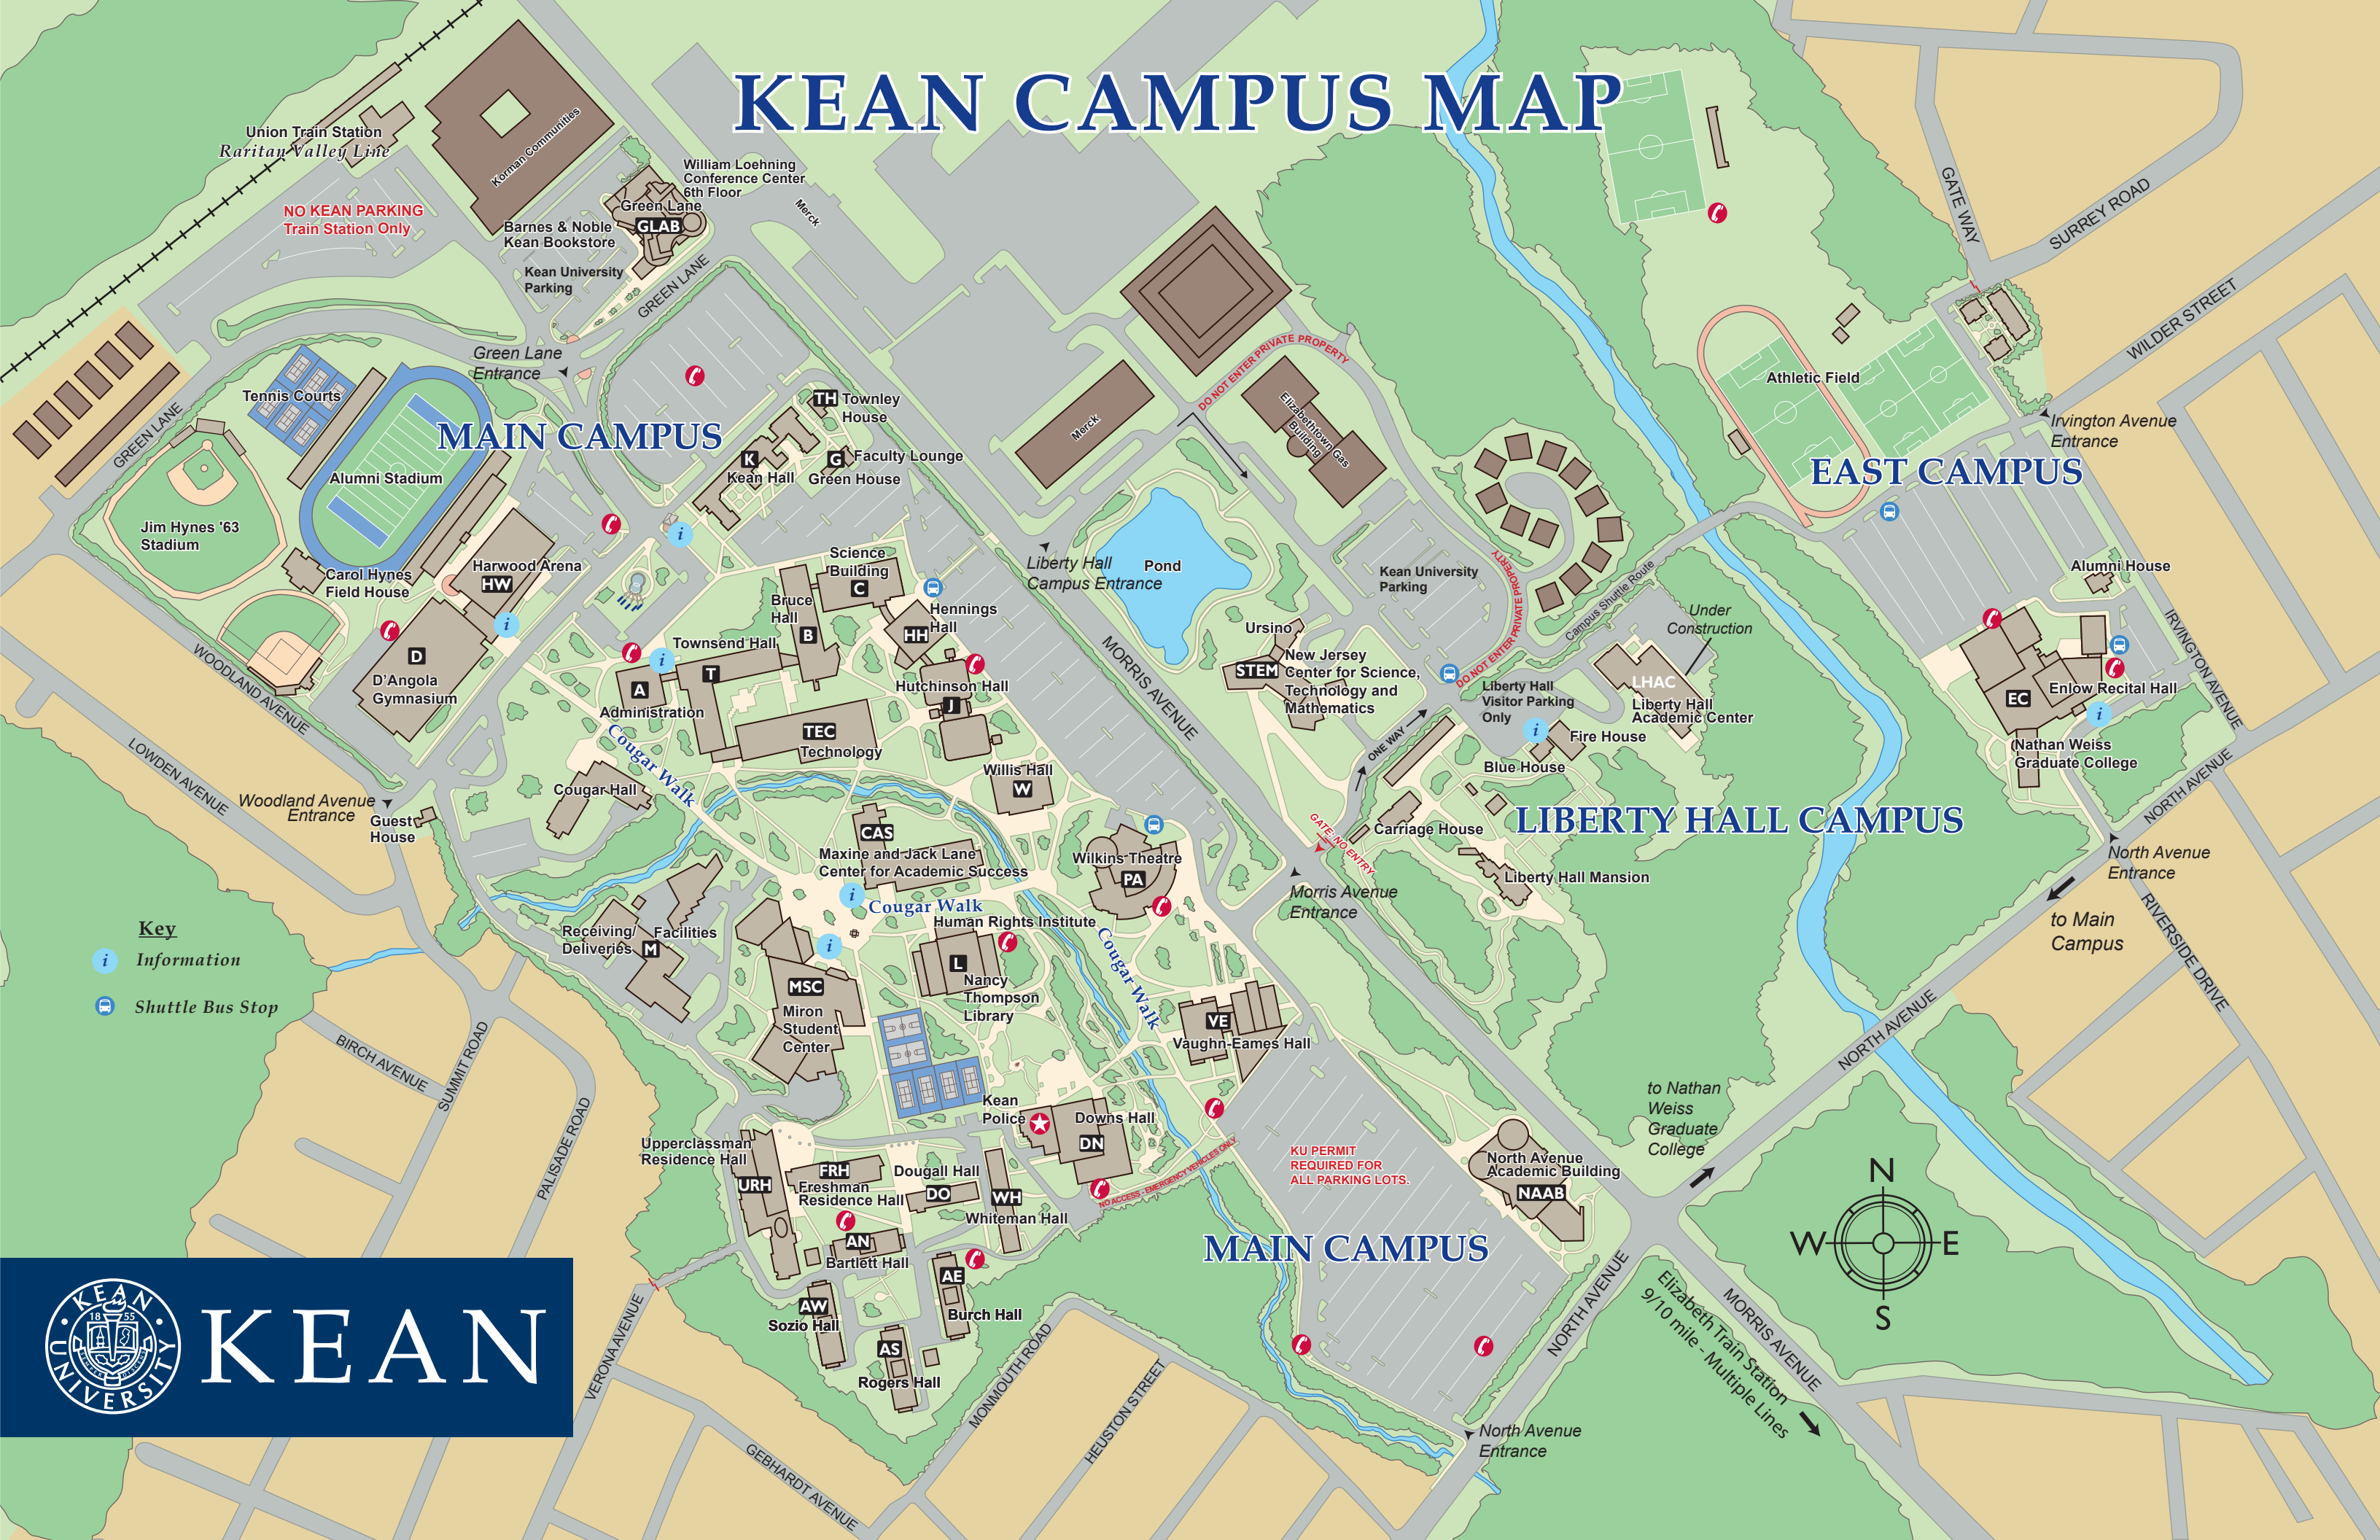 KEAN CAMPUS MAP
Union Train Station
Raritan Valley Line
Korman Communities
NO KEAN PARKING
Train Station Only
William Loehning
Conference Center
6th Floor
Green Lane
GLAB
Barnes & Noble
Kean Bookstore
Kean University
Parking
GREEN LANE
Merck
Green Lane
Entrance
GREEN LANE
Tennis Courts
MAIN CAMPUS
Alumni Stadium
Jim Hynes '63
Stadium
Carol Hynes
Field House
Harwood Arena
HW
D
D'Angola
Gymnasium
WOODLAND AVENUE
LOWDEN AVENUE
Woodland Avenue
Entrance
Guest
House
TH
Townley
House
K
Kean Hall
G
Faculty Lounge
Green House
Science
Building
C
Bruce
Hall
B
Hennings
Hall
HH
Townsend Hall
T
A
Administration
Hutchinson Hall
J
TEC
Technology
Cougar Walk
Cougar Hall
Willis Hall
W
CAS
Maxine and Jack Lane
Center for Academic Success
Cougar Walk
Human Rights Institute
L
Nancy
Thompson
Library
Wilkins Theatre
PA
Cougar Walk
Receiving/
Deliveries
Facilities
M
MSC
Miron
Student
Center
VE
Vaughn-Eames Hall
Kean
Police
Downs Hall
DN
NO ACCESS - EMERGENCY VEHICLES ONLY
Upperclassman
Residence Hall
URH
FRH
Freshman
Residence Hall
Dougall Hall
DO
WH
Whiteman Hall
AN
Bartlett Hall
AE
Burch Hall
AW
Sozio Hall
AS
Rogers Hall
KU PERMIT
REQUIRED FOR
ALL PARKING LOTS.
North Avenue
Academic Building
NAAB
MAIN CAMPUS
NORTH AVENUE
North Avenue
Entrance
Merck
DO NOT ENTER PRIVATE PROPERTY
Elizabethtown Gas
Building
Liberty Hall
Campus Entrance
Pond
MORRIS AVENUE
Kean University
Parking
DO NOT ENTER PRIVATE PROPERTY
Campus Shuttle Route
Ursino
STEM
New Jersey
Center for Science,
Technology and
Mathematics
ONE WAY
Liberty Hall
Visitor Parking
Only
Under
Construction
LHAC
Liberty Hall
Academic Center
Fire House
Blue House
LIBERTY HALL CAMPUS
Carriage House
GATE: NO ENTRY
Liberty Hall Mansion
Morris Avenue
Entrance
GATE WAY
SURREY ROAD
WILDER STREET
Athletic Field
Irvington Avenue
Entrance
EAST CAMPUS
Alumni House
IRVINGTON AVENUE
EC
Enlow Recital Hall
Nathan Weiss
Graduate College
NORTH AVENUE
North Avenue
Entrance
to Main
Campus
RIVERSIDE DRIVE
NORTH AVENUE
to Nathan
Weiss
Graduate
College
N
W
E
S
MORRIS AVENUE
Elizabeth Train Station
9/10 mile - Multiple Lines
Key
i
Information
Shuttle Bus Stop
BIRCH AVENUE
SUMMIT ROAD
PALISADE ROAD
VERONA AVENUE
GEBHARDT AVENUE
MONMOUTH ROAD
HEUSTON STREET
KEAN
UNIVERSITY
18 55
KEAN